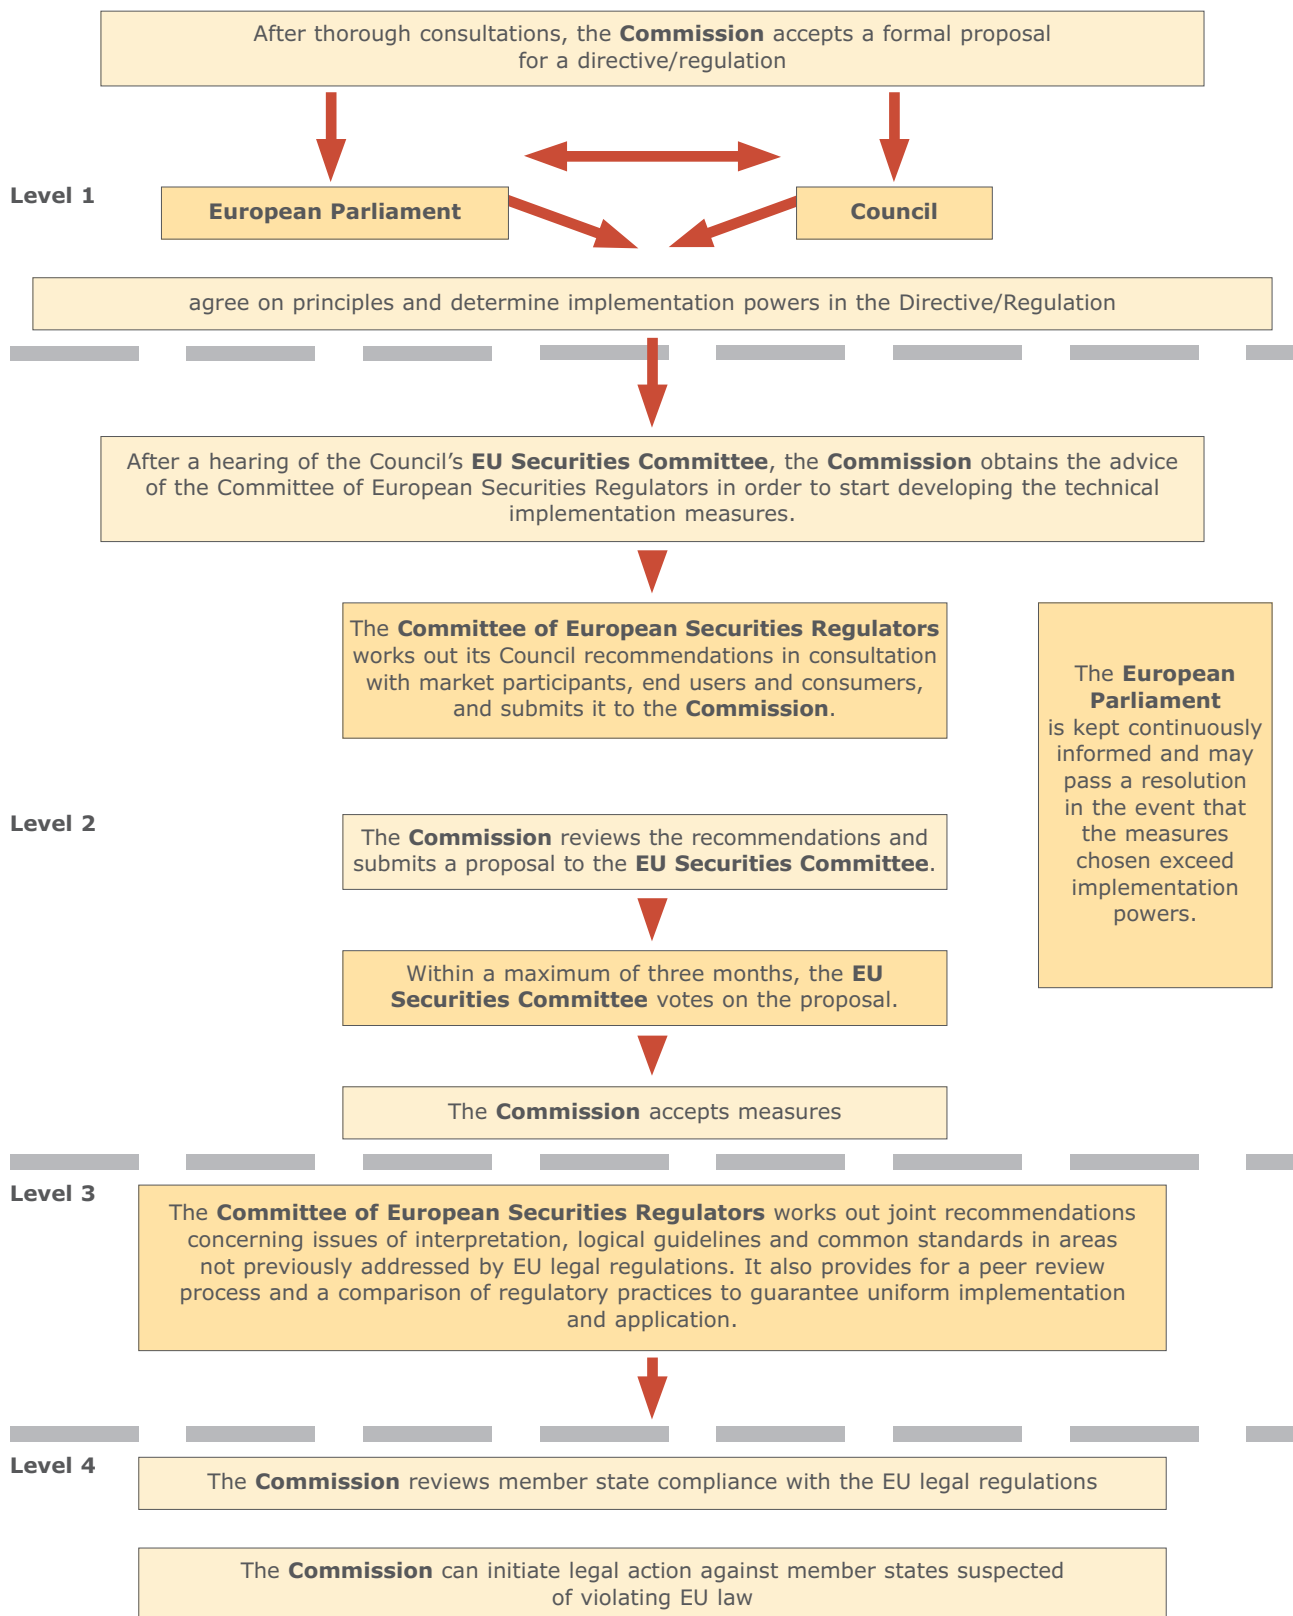 After thorough consultations, the Commission accepts a formal proposal
for a directive/regulation
Level 1
European Parliament
Council
agree on principles and determine implementation powers in the Directive/Regulation
After a hearing of the Council’s EU Securities Committee, the Commission obtains the advice
of the Committee of European Securities Regulators in order to start developing the technical
implementation measures.
The Committee of European Securities Regulators
works out its Council recommendations in consultation
with market participants, end users and consumers,
and submits it to the Commission.
The European
Parliament
is kept continuously
informed and may
pass a resolution
in the event that
the measures
chosen exceed
implementation
powers.
Level 2
The Commission reviews the recommendations and
submits a proposal to the EU Securities Committee.
Within a maximum of three months, the EU
Securities Committee votes on the proposal.
The Commission accepts measures
Level 3
The Committee of European Securities Regulators works out joint recommendations
concerning issues of interpretation, logical guidelines and common standards in areas
not previously addressed by EU legal regulations. It also provides for a peer review
process and a comparison of regulatory practices to guarantee uniform implementation
and application.
Level 4
The Commission reviews member state compliance with the EU legal regulations
The Commission can initiate legal action against member states suspected
of violating EU law